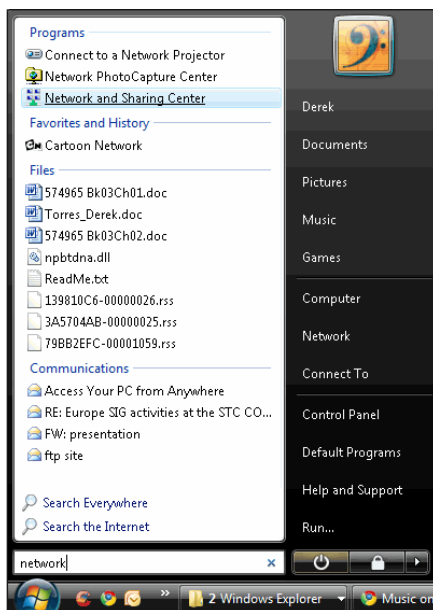 Programs
Connect to a Network Projector
Network PhotoCapture Center
Network and Sharing Center
Favorites and History
Cartoon Network
Files
574965 Bk03Ch01.doc
Torres_Derek.doc
574965 Bk03Ch02.doc
npbtdna.dll
ReadMe.txt
139810C6-00000026.rss
3A5704AB-00000025.rss
79BB2EFC-00001059.rss
Communications
Access Your PC from Anywhere
RE: Europe SIG activities at the STC CO...
FW: presentation
ftp site
Search Everywhere
Search the Internet
network
Derek
Documents
Pictures
Music
Games
Computer
Network
Connect To
Control Panel
Default Programs
Help and Support
Run...
2 Windows Explorer
Music on